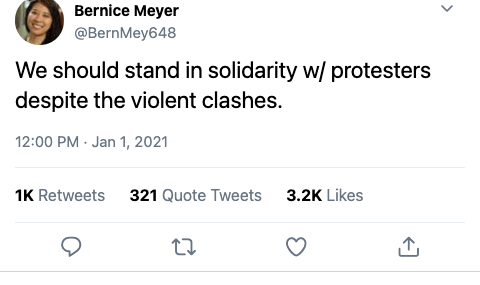 Bernice Meyer
@BernMey648
We should stand in solidarity w/ protesters
despite the violent clashes.
12:00 PM · Jan 1, 2021
1K Retweets 321 Quote Tweets 3.2K Likes